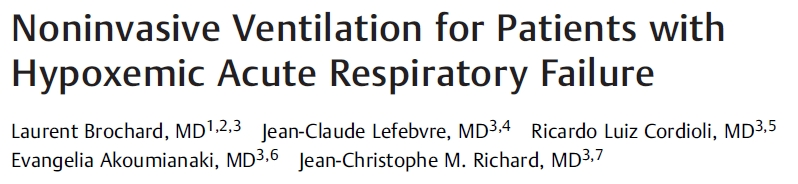 Noninvasive Ventilation for Patients with
Hypoxemic Acute Respiratory Failure
Laurent Brochard, MD1,2,3 Jean-Claude Lefebvre, MD3,4 Ricardo Luiz Cordioli, MD3,5
Evangelia Akoumianaki, MD3,6 Jean-Christophe M. Richard, MD3,7